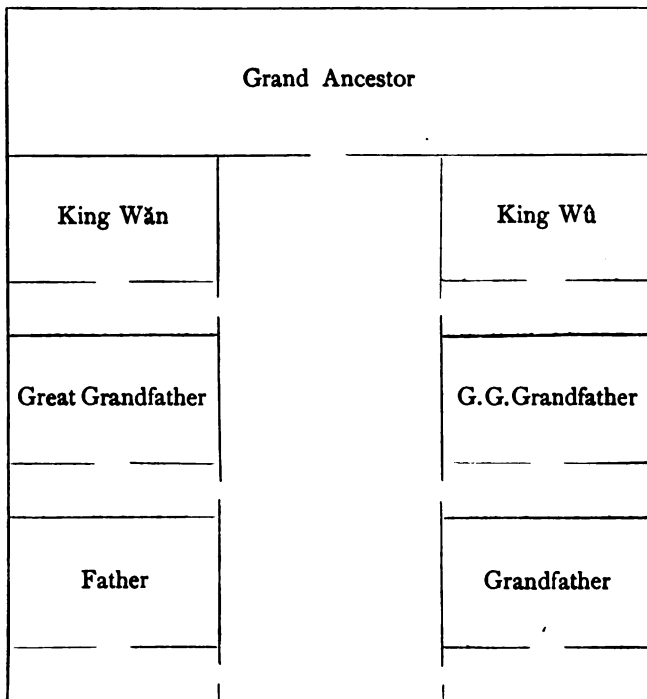 Grand Ancestor
King Wăn
King Wû
Great Grandfather
G.G.Grandfather
Father
Grandfather